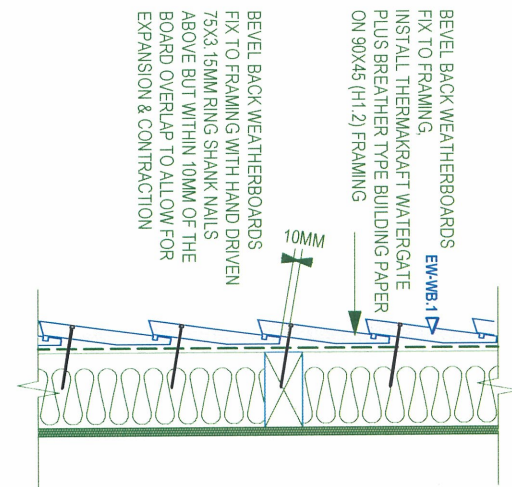 BEVEL BACK WEATHERBOARDS
FIX TO FRAMING,
INSTALL THERMAKRAFT WATERGATE
PLUS BREATHER TYPE BUILDING PAPER
ON 90X45 (H1.2) FRAMING
EW-WB.1
BEVEL BACK WEATHERBOARDS
FIX TO FRAMING WITH HAND DRIVEN
75X3.15MM RING SHANK NAILS
ABOVE BUT WITHIN 10MM OF THE
BOARD OVERLAP TO ALLOW FOR
EXPANSION & CONTRACTION
10MM